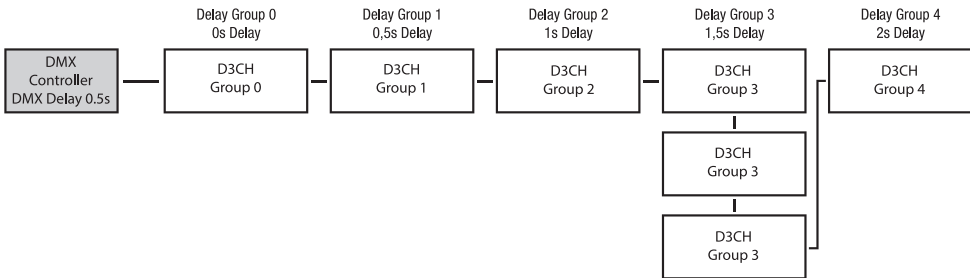 Delay Group 0
0s Delay
Delay Group 1
0,5s Delay
Delay Group 2
1s Delay
Delay Group 3
1,5s Delay
Delay Group 4
2s Delay
DMX
Controller
DMX Delay 0.5s
D3CH
Group 0
D3CH
Group 1
D3CH
Group 2
D3CH
Group 3
D3CH
Group 4
D3CH
Group 3
D3CH
Group 3